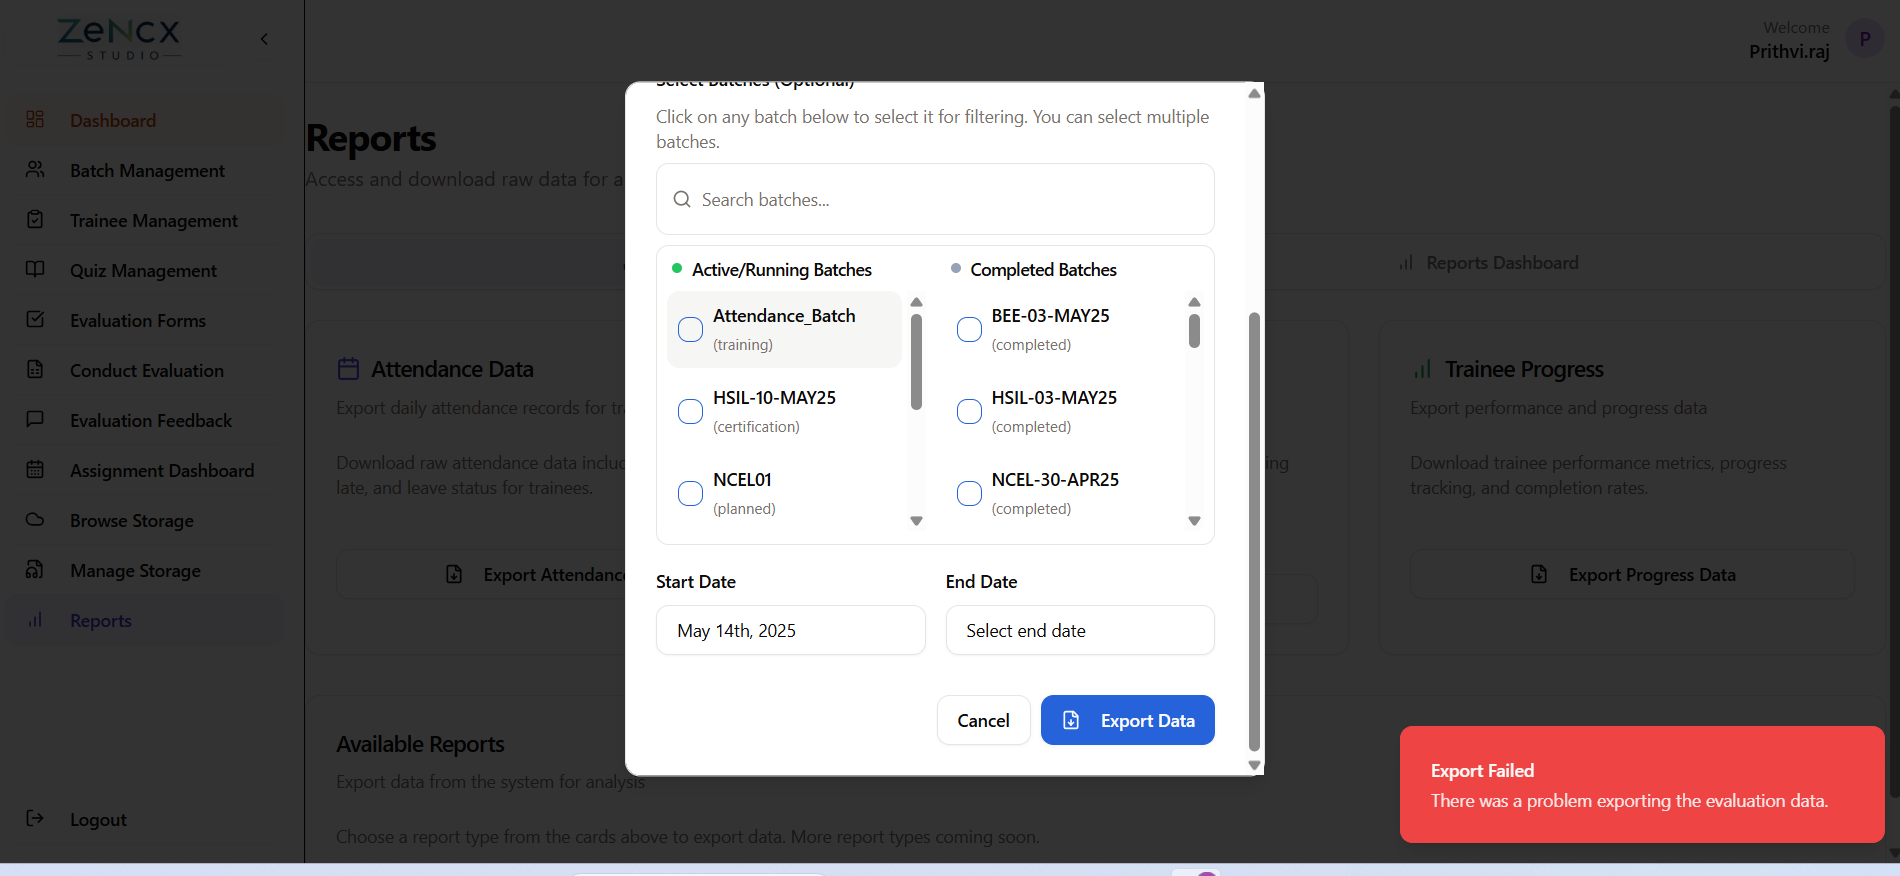 ZeNCX
STUDIO
Welcome
Prithvi.raj
P
Dashboard
Batch Management
Trainee Management
Quiz Management
Evaluation Forms
Conduct Evaluation
Evaluation Feedback
Assignment Dashboard
Browse Storage
Manage Storage
Reports
Logout
Reports
Access and download raw data for a
Reports Dashboard
Attendance Data
Export daily attendance records for tr
Download raw attendance data inclu
late, and leave status for trainees.
Export Attendance
ing
Trainee Progress
Export performance and progress data
Download trainee performance metrics, progress
tracking, and completion rates.
Export Progress Data
Available Reports
Export data from the system for analysis
Choose a report type from the cards above to export data. More report types coming soon.
Select Batches (Optional)
Click on any batch below to select it for filtering. You can select multiple
batches.
Search batches...
Active/Running Batches
Attendance_Batch
(training)
HSIL-10-MAY25
(certification)
NCEL01
(planned)
Completed Batches
BEE-03-MAY25
(completed)
HSIL-03-MAY25
(completed)
NCEL-30-APR25
(completed)
Start Date
May 14th, 2025
End Date
Select end date
Cancel
Export Data
Export Failed
There was a problem exporting the evaluation data.